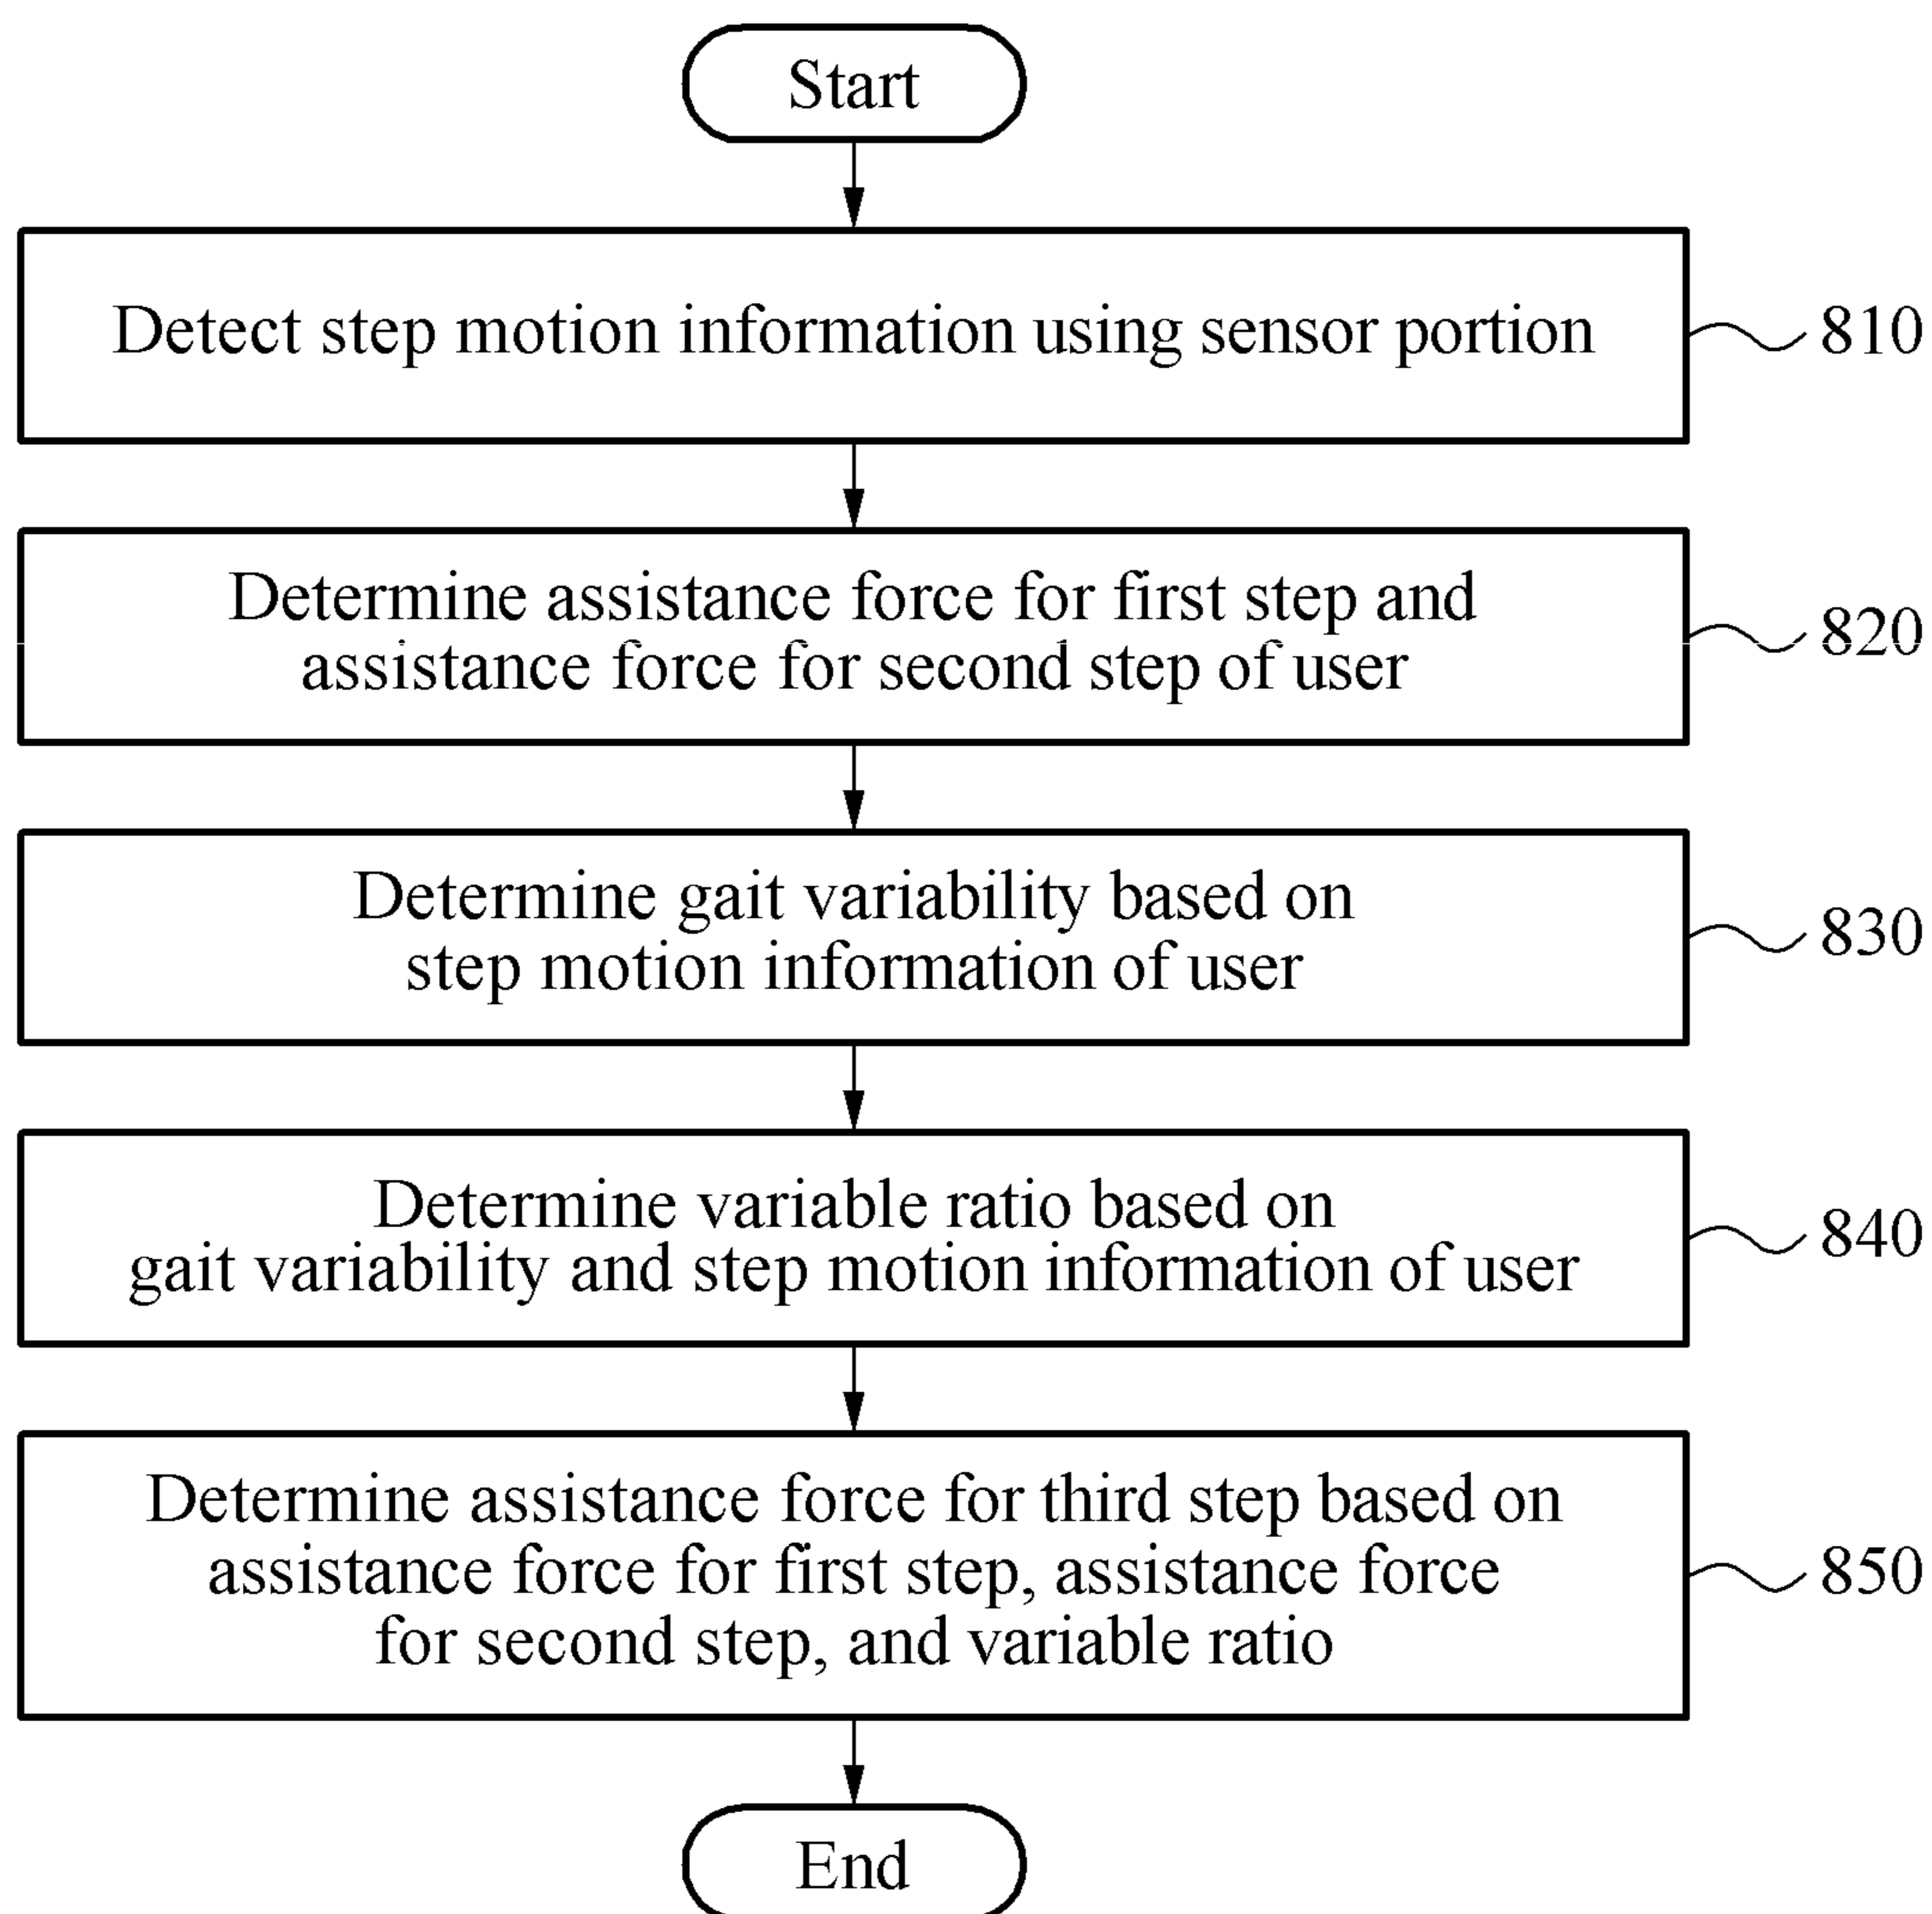 Start
Detect step motion information using sensor portion
810
Determine assistance force for first step and
assistance force for second step of user
820
Determine gait variability based on
step motion information of user
830
Determine variable ratio based on
gait variability and step motion information of user
840
Determine assistance force for third step based on
assistance force for first step, assistance force
for second step, and variable ratio
850
End